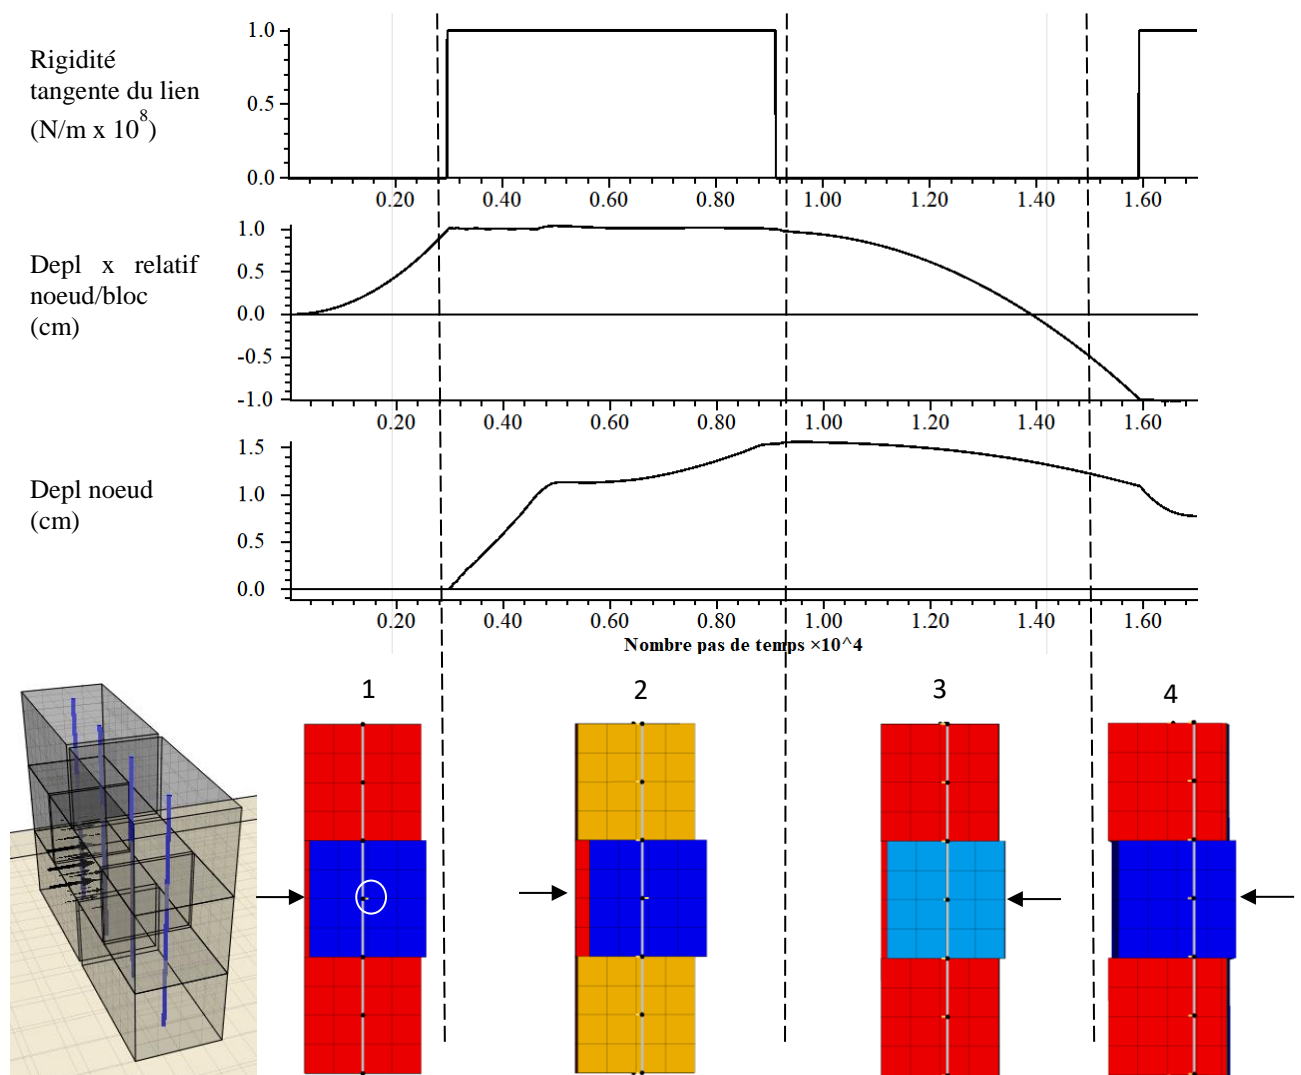 Rigidité
tangente du lien
(N/m x 10^8)
1.0
0.5
0.0
0.20 0.40 0.60 0.80 1.00 1.20 1.40 1.60
Depl x relatif
noeud/bloc
(cm)
1.0
0.5
0.0
-0.5
-1.0
0.20 0.40 0.60 0.80 1.00 1.20 1.40 1.60
Depl noeud
(cm)
1.5
1.0
0.5
0.0
0.20 0.40 0.60 0.80 1.00 1.20 1.40 1.60
Nombre pas de temps ×10^4
1 2 3 4